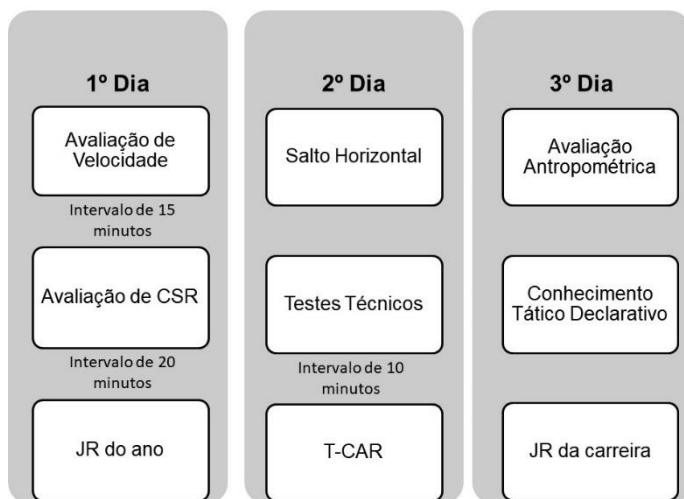 1º Dia
Avaliação de
Velocidade
Intervalo de 15
minutos
Avaliação de CSR
Intervalo de 20
minutos
JR do ano
2º Dia
Salto Horizontal
Testes Técnicos
Intervalo de 10
minutos
T-CAR
3º Dia
Avaliação
Antropométrica
Conhecimento
Tático Declarativo
JR da carreira